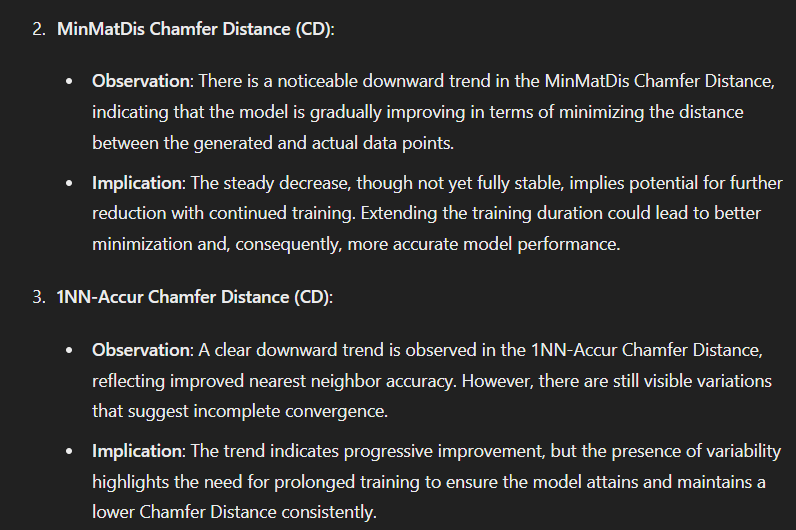 2. MinMatDis Chamfer Distance (CD):
• Observation: There is a noticeable downward trend in the MinMatDis Chamfer Distance,
indicating that the model is gradually improving in terms of minimizing the distance
between the generated and actual data points.
• Implication: The steady decrease, though not yet fully stable, implies potential for further
reduction with continued training. Extending the training duration could lead to better
minimization and, consequently, more accurate model performance.
3. 1NN-Accur Chamfer Distance (CD):
• Observation: A clear downward trend is observed in the 1NN-Accur Chamfer Distance,
reflecting improved nearest neighbor accuracy. However, there are still visible variations
that suggest incomplete convergence.
• Implication: The trend indicates progressive improvement, but the presence of variability
highlights the need for prolonged training to ensure the model attains and maintains a
lower Chamfer Distance consistently.